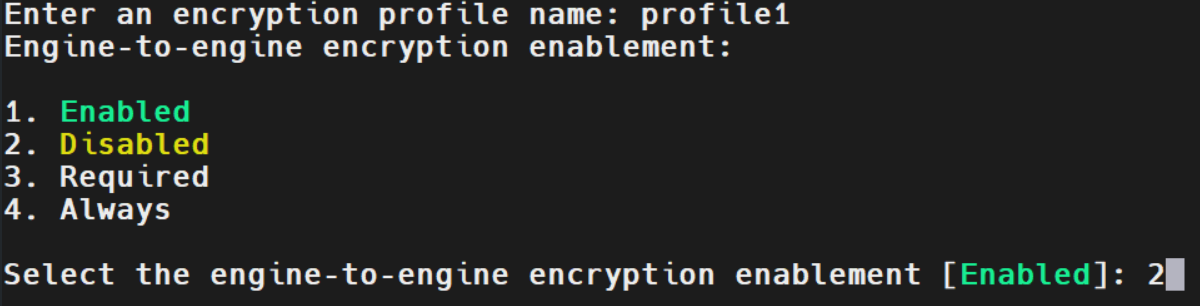 Enter an encryption profile name: profile1
Engine-to-engine encryption enablement:
1. Enabled
2. Disabled
3. Required
4. Always
Select the engine-to-engine encryption enablement [Enabled]: 2